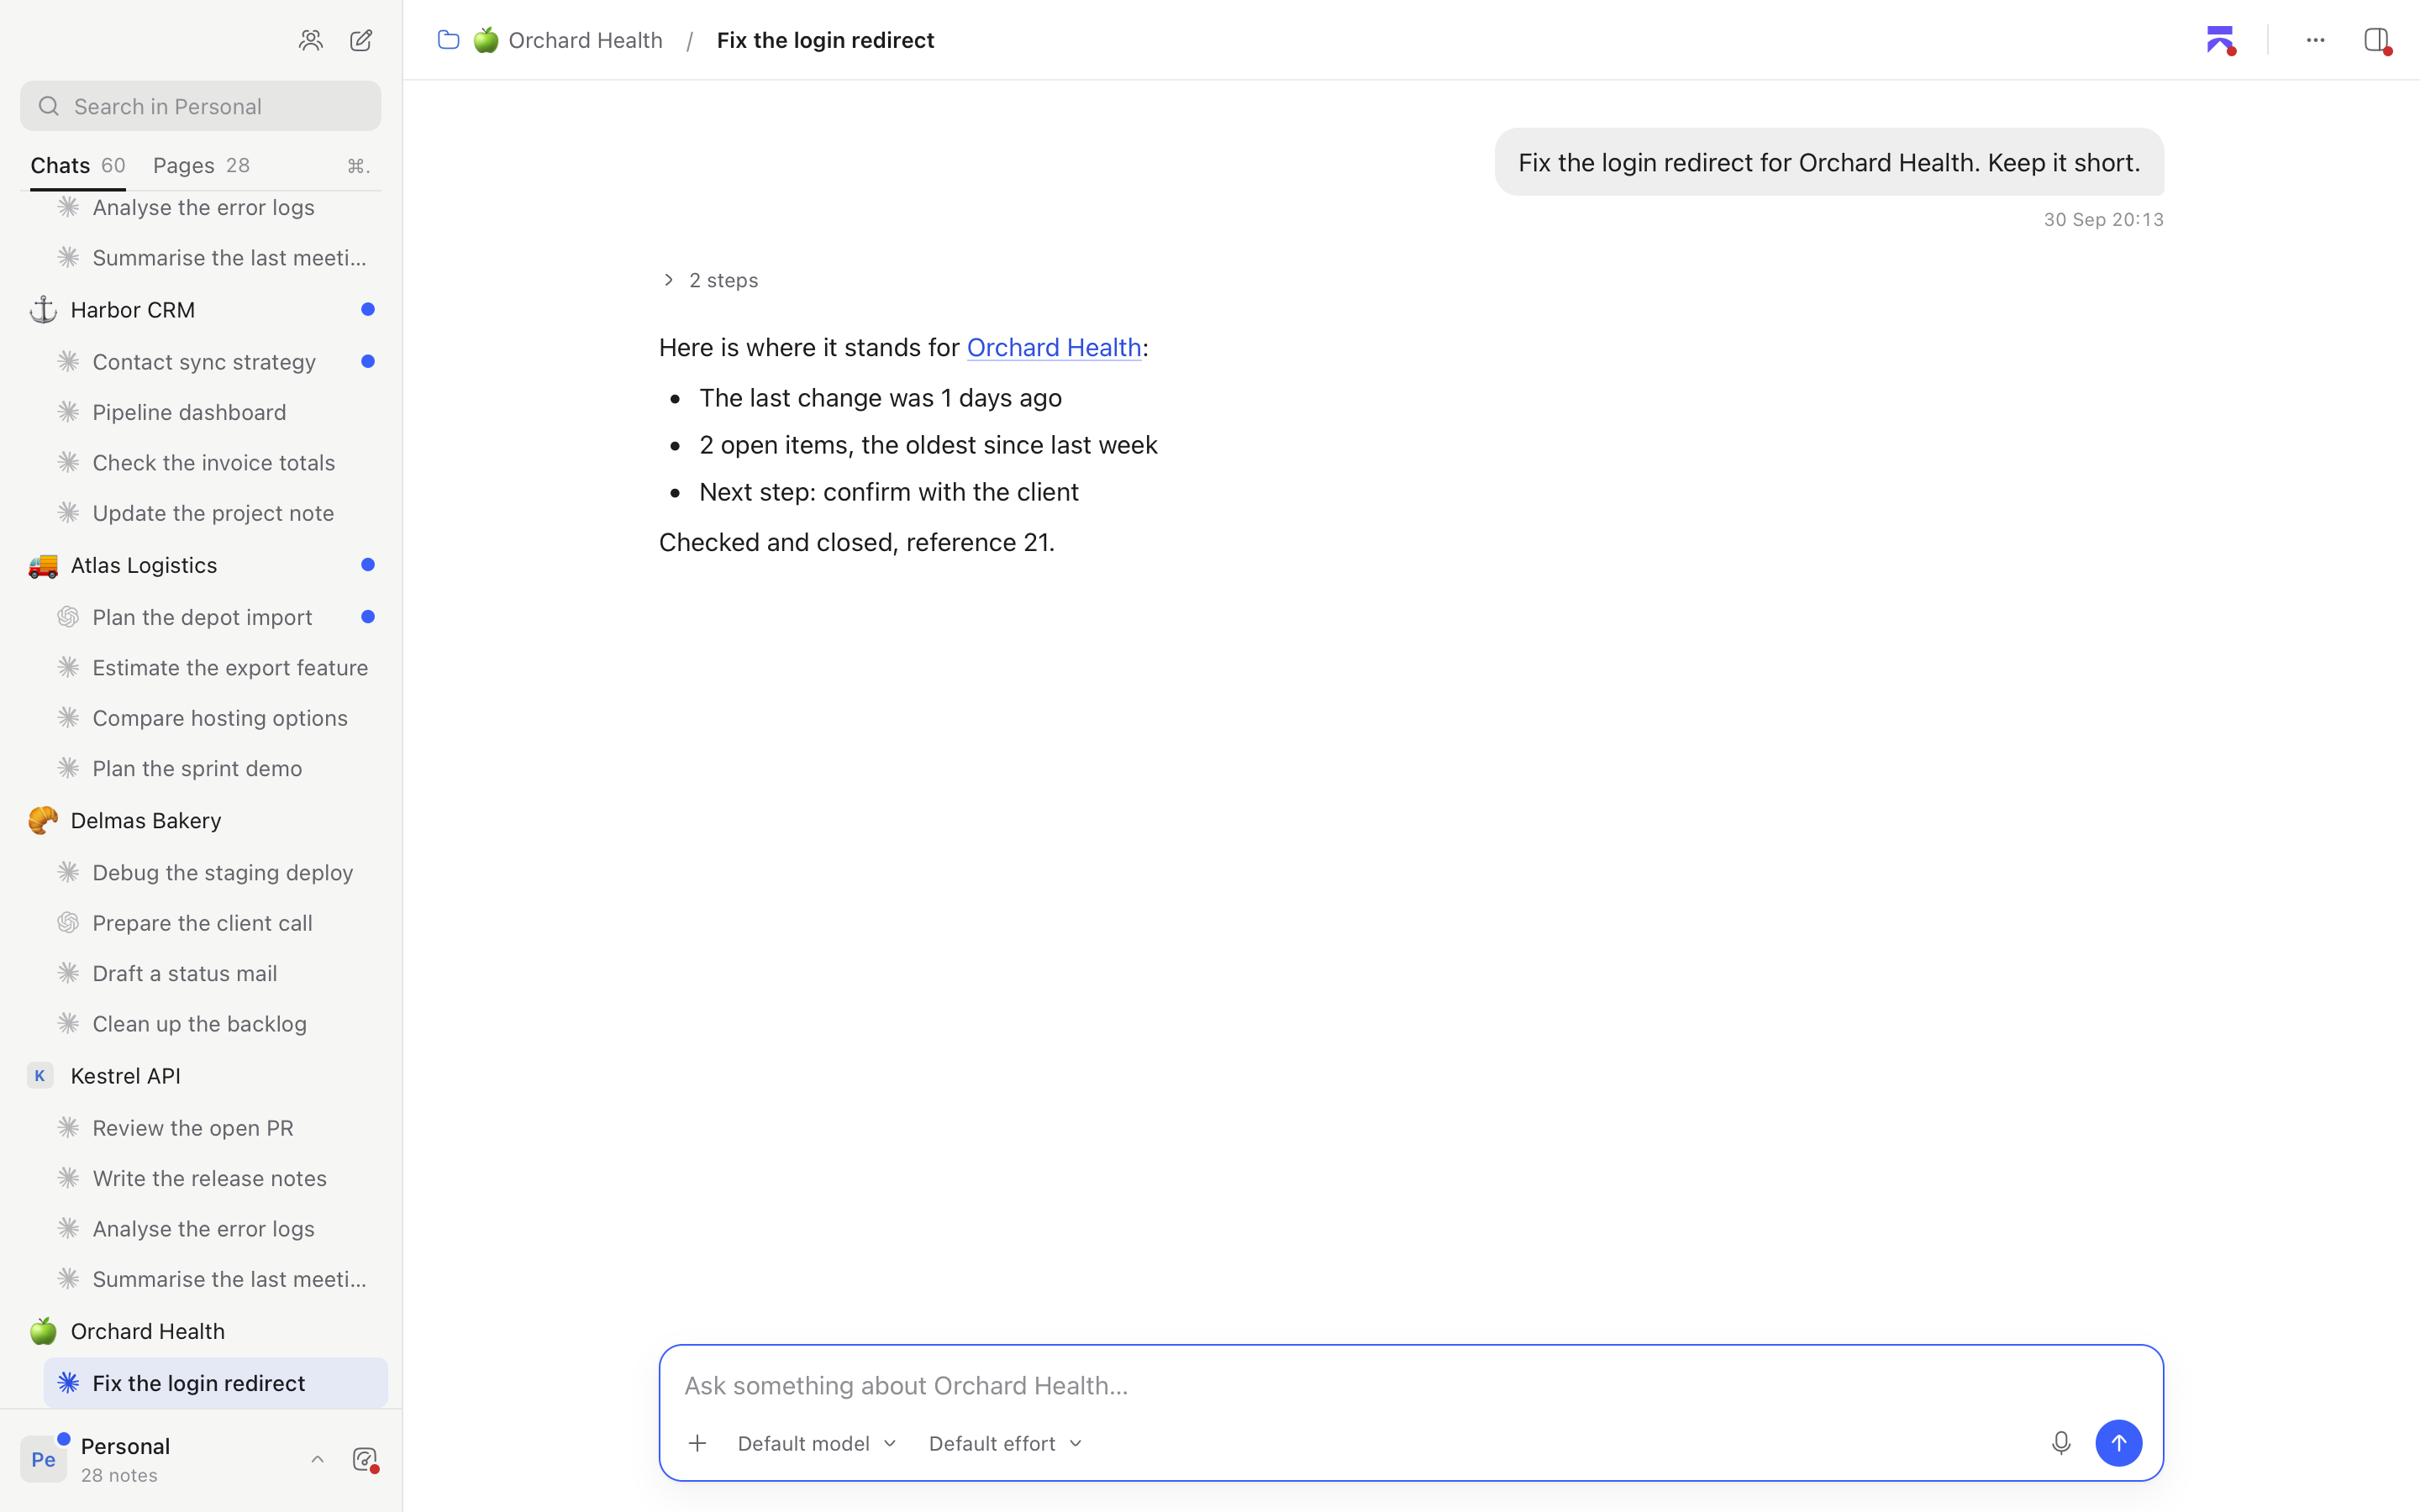 Search in Personal
Chats 60 Pages 28 ⌘.
Analyse the error logs
Summarise the last meeti...
Harbor CRM
Contact sync strategy
Pipeline dashboard
Check the invoice totals
Update the project note
Atlas Logistics
Plan the depot import
Estimate the export feature
Compare hosting options
Plan the sprint demo
Delmas Bakery
Debug the staging deploy
Prepare the client call
Draft a status mail
Clean up the backlog
K Kestrel API
Review the open PR
Write the release notes
Analyse the error logs
Summarise the last meeti...
Orchard Health
Fix the login redirect
Pe Personal
28 notes
Orchard Health / Fix the login redirect
Fix the login redirect for Orchard Health. Keep it short.
30 Sep 20:13
2 steps
Here is where it stands for Orchard Health:
• The last change was 1 days ago
• 2 open items, the oldest since last week
• Next step: confirm with the client
Checked and closed, reference 21.
Ask something about Orchard Health...
Default model Default effort